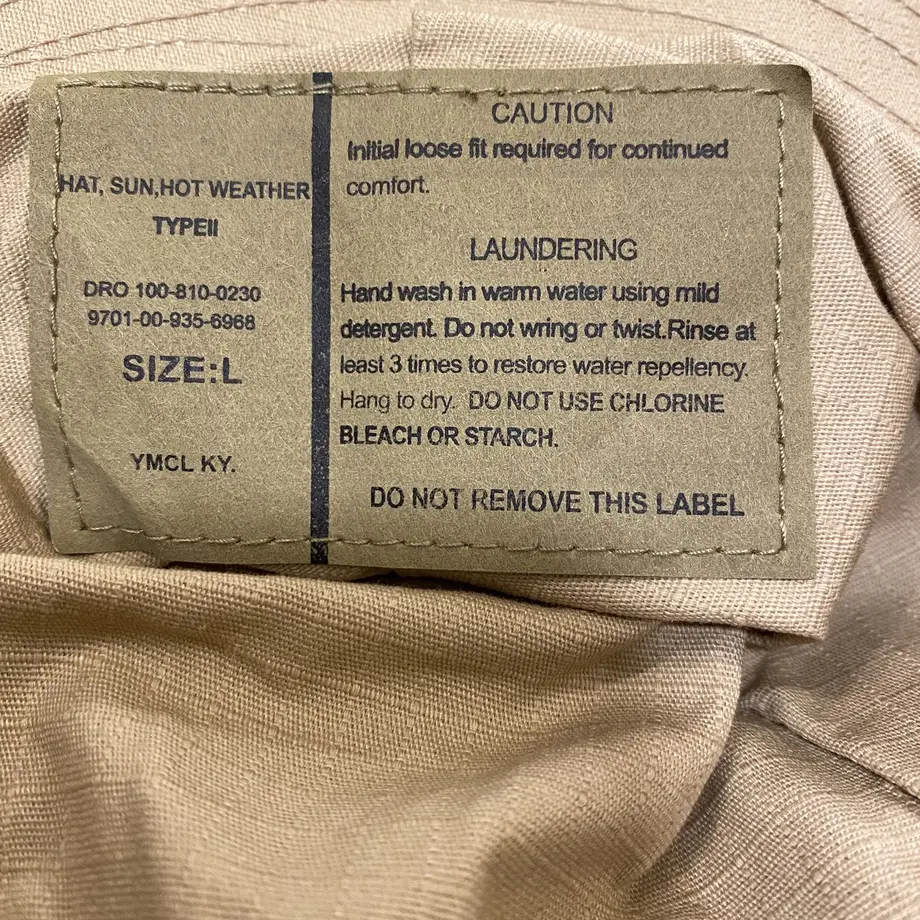 HAT, SUN,HOT WEATHER
TYPEII
DRO 100-810-0230
9701-00-935-6968
SIZE:L
YMCL KY.
CAUTION
Initial loose fit required for continued
comfort.
LAUNDERING
Hand wash in warm water using mild
detergent. Do not wring or twist.Rinse at
least 3 times to restore water repellency.
Hang to dry. DO NOT USE CHLORINE
BLEACH OR STARCH.
DO NOT REMOVE THIS LABEL